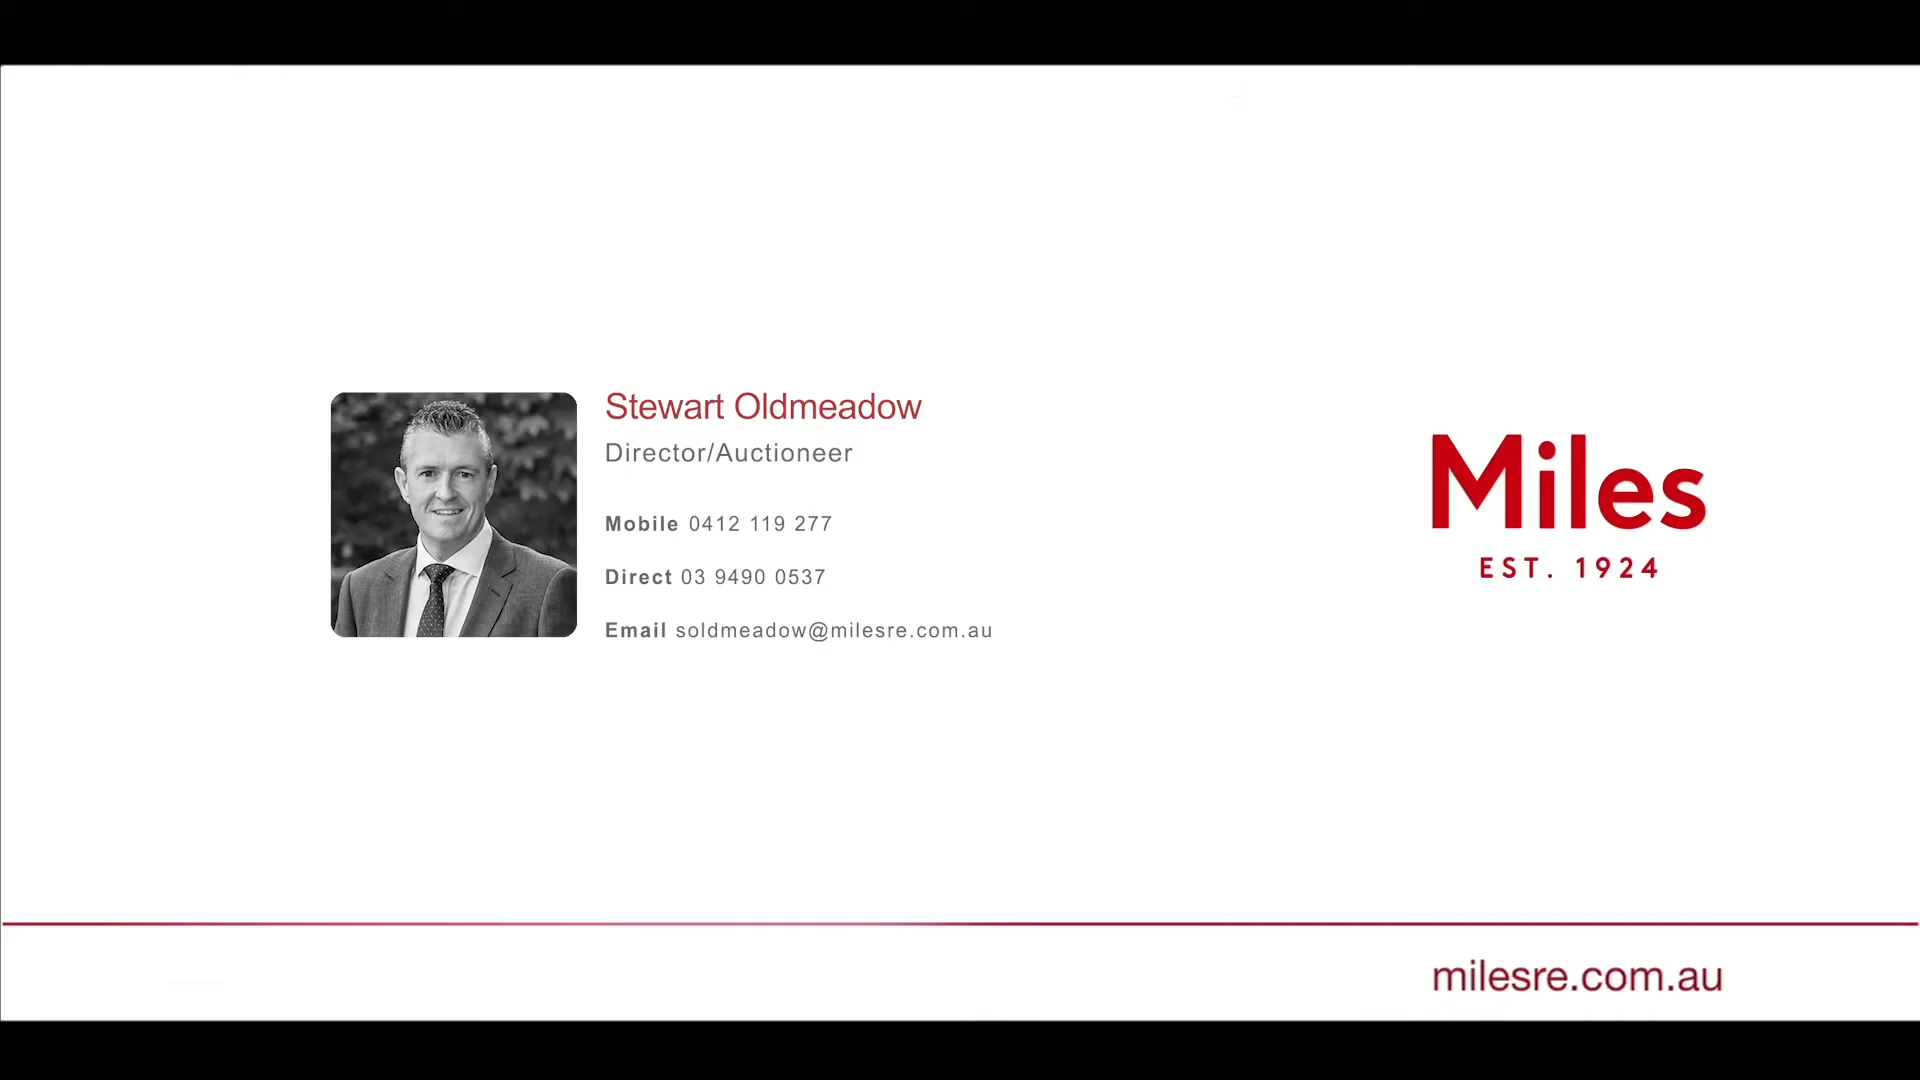 Stewart Oldmeadow
Director/Auctioneer
Mobile 0412 119 277
Direct 03 9490 0537
Email soldmeadow@milesre.com.au
Miles
EST. 1924
milesre.com.au